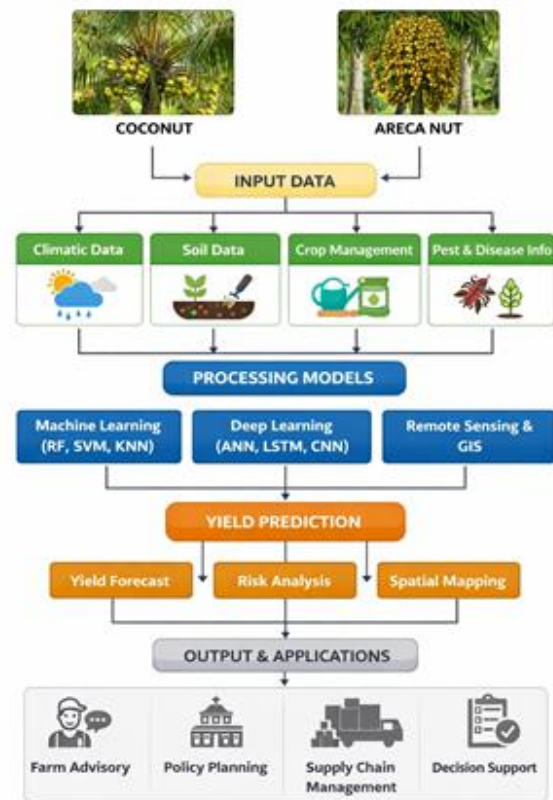 COCONUT
ARECA NUT
INPUT DATA
Climatic Data
Soil Data
Crop Management
Pest & Disease Info
PROCESSING MODELS
Machine Learning
(RF, SVM, KNN)
Deep Learning
(ANN, LSTM, CNN)
Remote Sensing &
GIS
YIELD PREDICTION
Yield Forecast
Risk Analysis
Spatial Mapping
OUTPUT & APPLICATIONS
Farm Advisory
Policy Planning
Supply Chain
Management
Decision Support